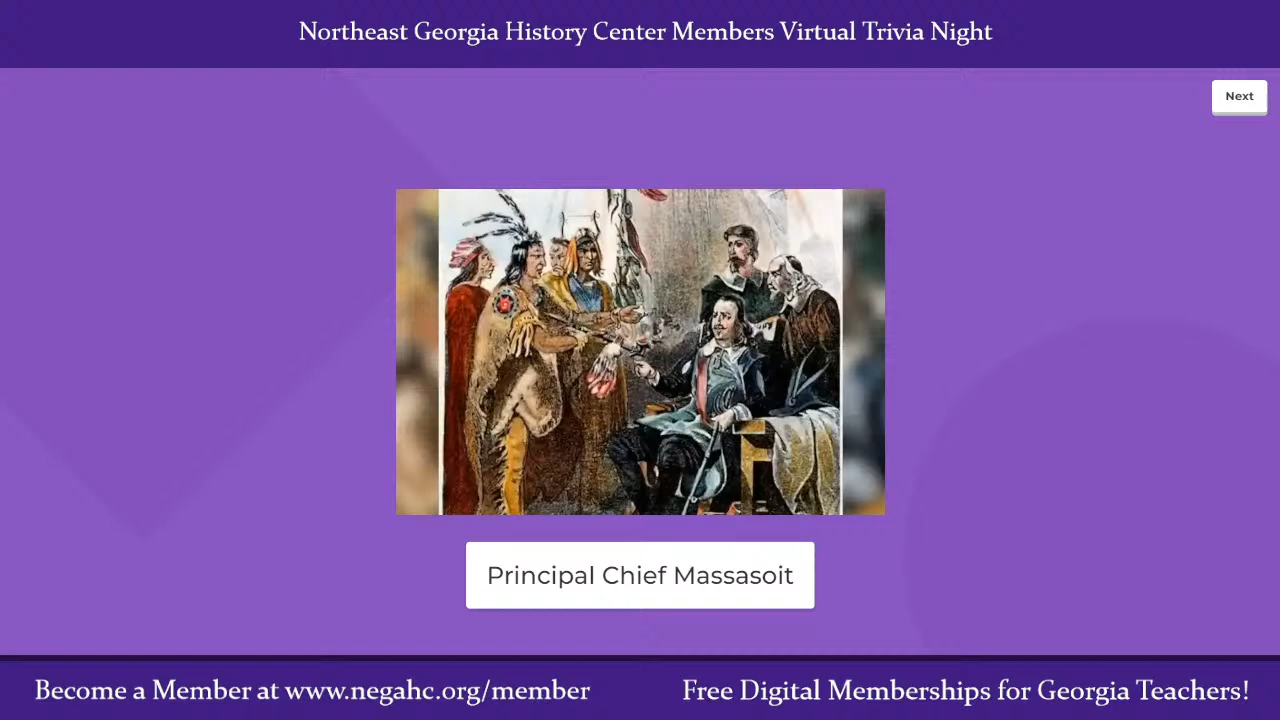 Northeast Georgia History Center Members Virtual Trivia Night
Next
Principal Chief Massasoit
Become a Member at www.negahc.org/member
Free Digital Memberships for Georgia Teachers!